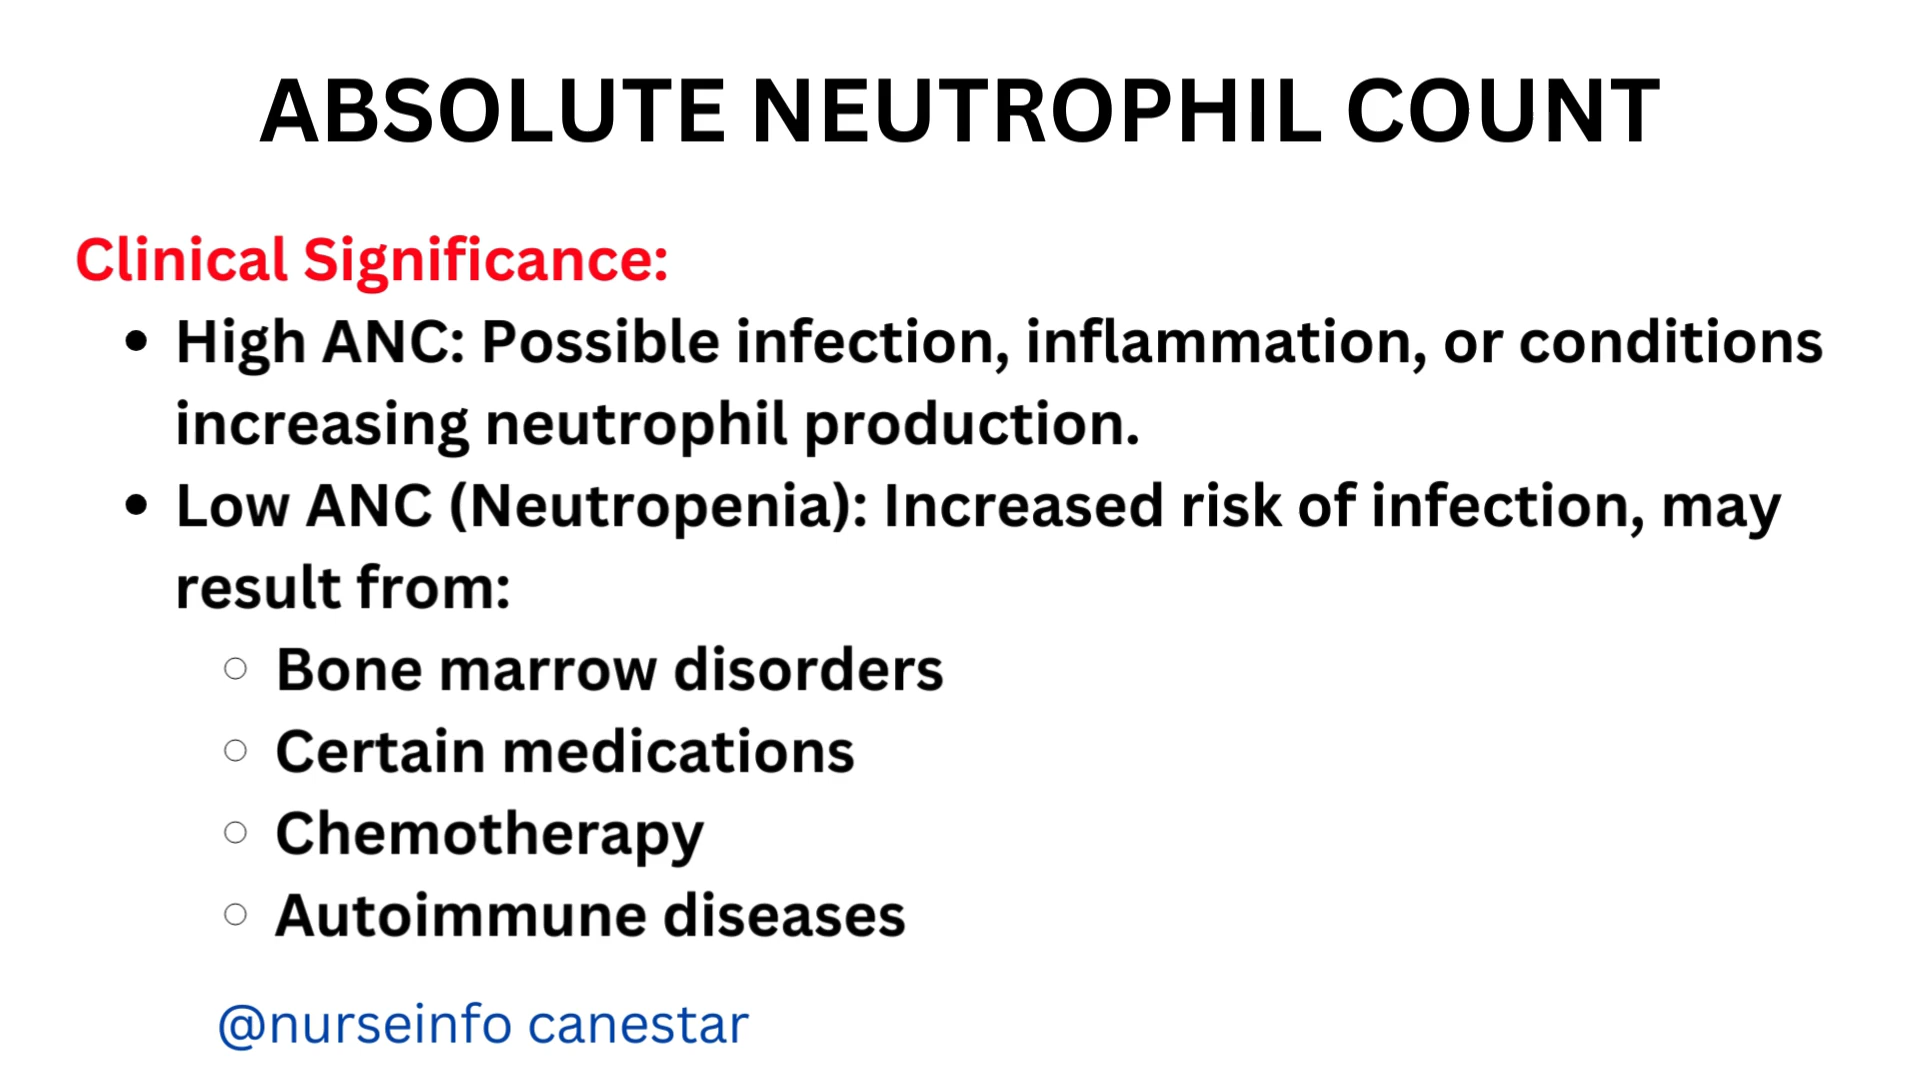 ABSOLUTE NEUTROPHIL COUNT
Clinical Significance:
• High ANC: Possible infection, inflammation, or conditions
increasing neutrophil production.
• Low ANC (Neutropenia): Increased risk of infection, may
result from:
○ Bone marrow disorders
○ Certain medications
○ Chemotherapy
○ Autoimmune diseases
@nurseinfo canestar